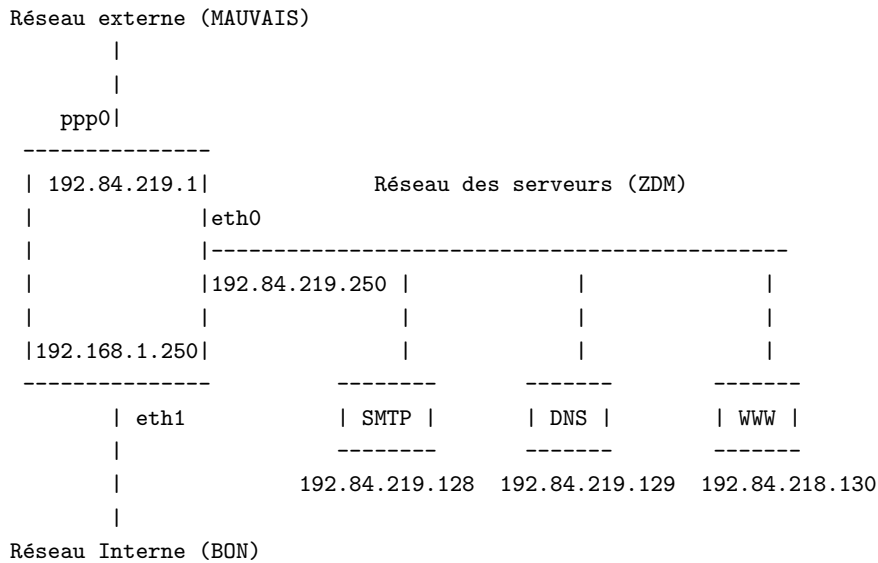 Réseau externe (MAUVAIS)
ppp0
192.84.219.1 Réseau des serveurs (ZDM)
eth0
192.84.219.250
192.168.1.250
eth1 SMTP DNS WWW
192.84.219.128 192.84.219.129 192.84.218.130
Réseau Interne (BON)